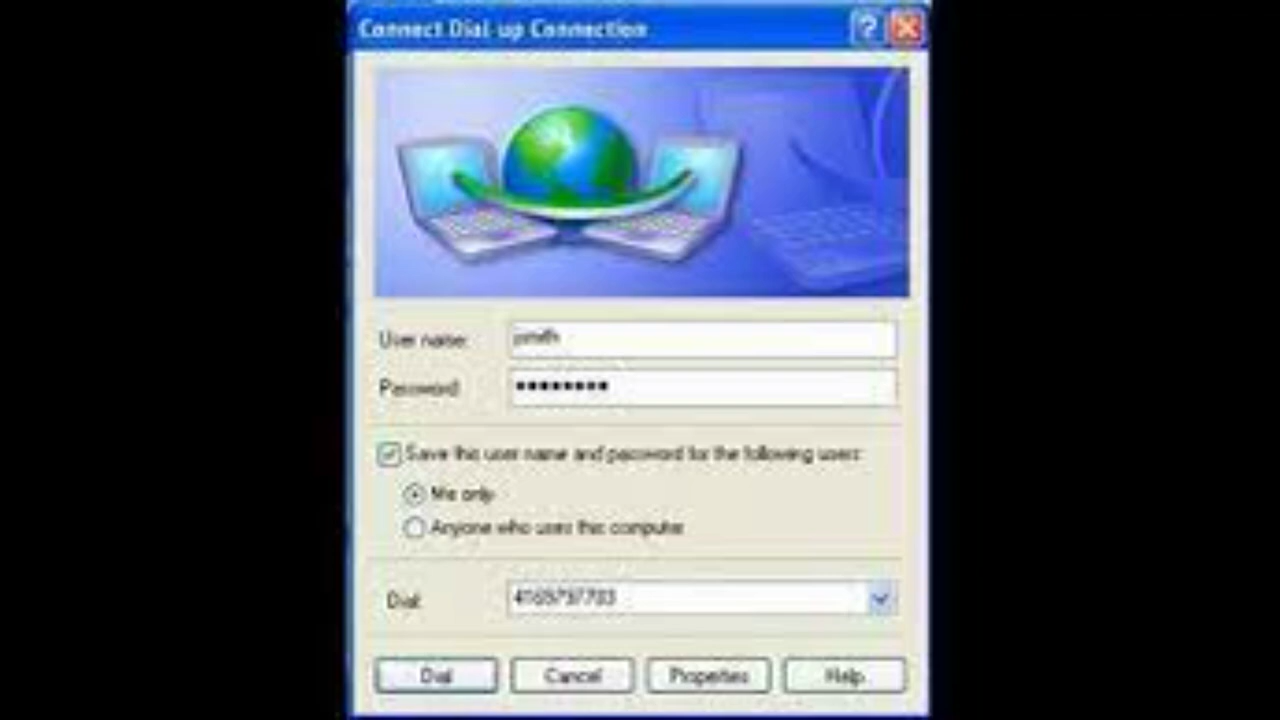 Connect Dial-up Connection
User name:
Password:
••••••••
Save this user name and password for the following users:
Me only
Anyone who uses this computer
Dial:
Dial
Cancel
Properties
Help